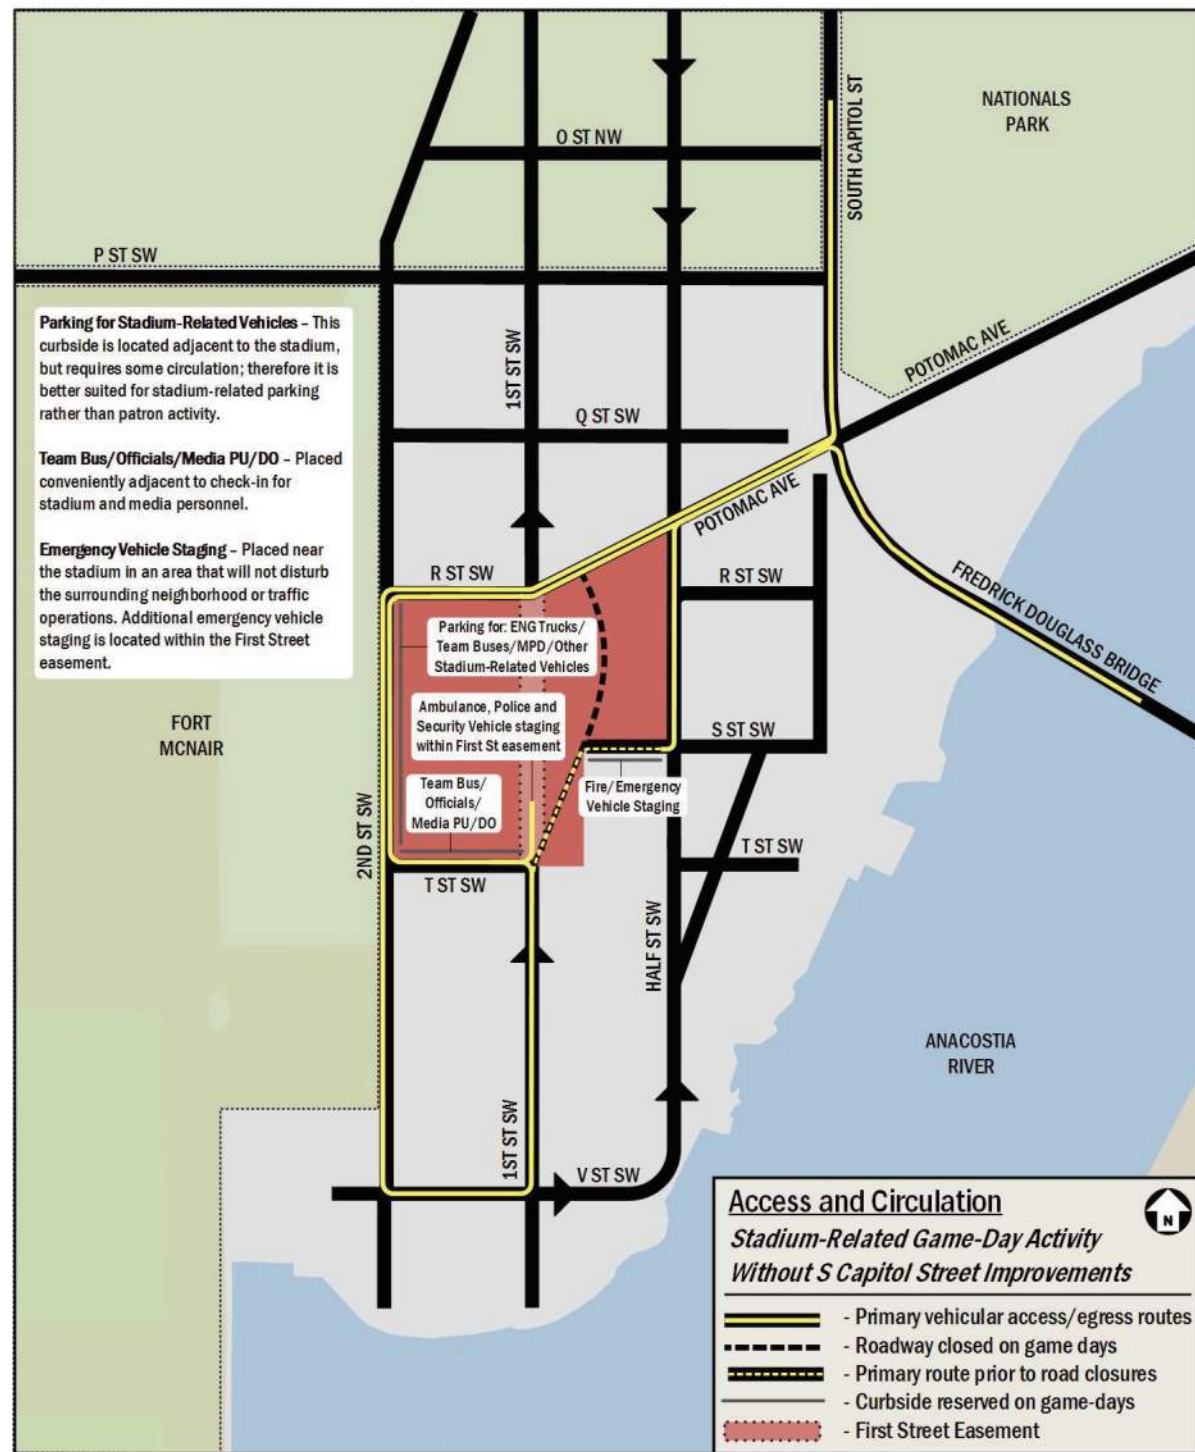 NATIONALS
PARK
SOUTH CAPITOL ST
O ST NW
P ST SW
Parking for Stadium-Related Vehicles – This
curbside is located adjacent to the stadium,
but requires some circulation; therefore it is
better suited for stadium-related parking
rather than patron activity.
Team Bus/Officials/Media PU/DO – Placed
conveniently adjacent to check-in for
stadium and media personnel.
Emergency Vehicle Staging – Placed near
the stadium in an area that will not disturb
the surrounding neighborhood or traffic
operations. Additional emergency vehicle
staging is located within the First Street
easement.
1ST ST SW
POTOMAC AVE
Q ST SW
POTOMAC AVE
R ST SW
R ST SW
FREDRICK DOUGLASS BRIDGE
Parking for: ENG Trucks/
Team Buses/MPD/Other
Stadium-Related Vehicles
Ambulance, Police and
Security Vehicle staging
within First St easement
S ST SW
FORT
MCNAIR
Team Bus/
Officials/
Media PU/DO
Fire/Emergency
Vehicle Staging
2ND ST SW
T ST SW
T ST SW
HALF ST SW
ANACOSTIA
RIVER
1ST ST SW
V ST SW
Access and Circulation
N
Stadium-Related Game-Day Activity
Without S Capitol Street Improvements
- Primary vehicular access/egress routes
- Roadway closed on game days
- Primary route prior to road closures
- Curbside reserved on game-days
- First Street Easement